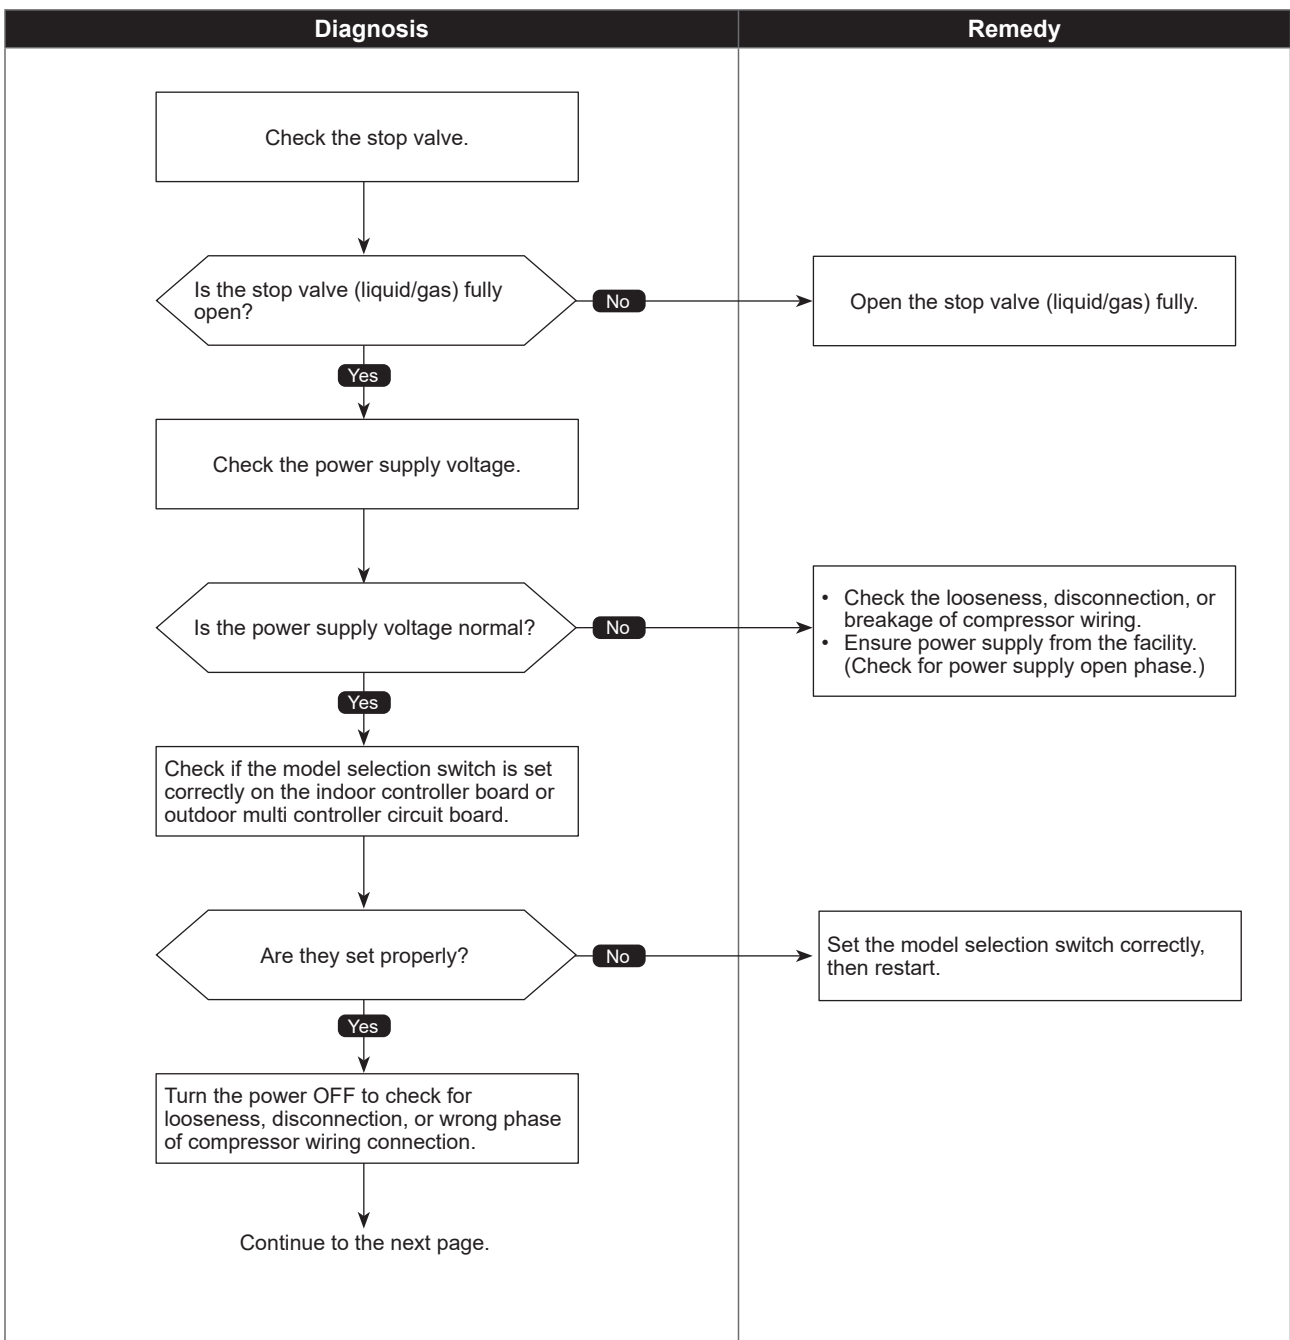 Diagnosis
Remedy
Check the stop valve.
Is the stop valve (liquid/gas) fully
open?
No
Open the stop valve (liquid/gas) fully.
Yes
Check the power supply voltage.
Is the power supply voltage normal?
No
• Check the looseness, disconnection, or
breakage of compressor wiring.
• Ensure power supply from the facility.
(Check for power supply open phase.)
Yes
Check if the model selection switch is set
correctly on the indoor controller board or
outdoor multi controller circuit board.
Are they set properly?
No
Set the model selection switch correctly,
then restart.
Yes
Turn the power OFF to check for
looseness, disconnection, or wrong phase
of compressor wiring connection.
Continue to the next page.